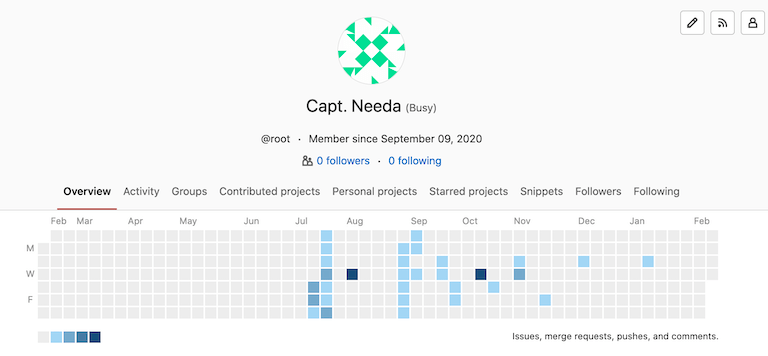 Capt. Needa (Busy)
@root · Member since September 09, 2020
0 followers · 0 following
Overview Activity Groups Contributed projects Personal projects Starred projects Snippets Followers Following
Feb Mar Apr May Jun Jul Aug Sep Oct Nov Dec Jan Feb
M
W
F
Issues, merge requests, pushes, and comments.